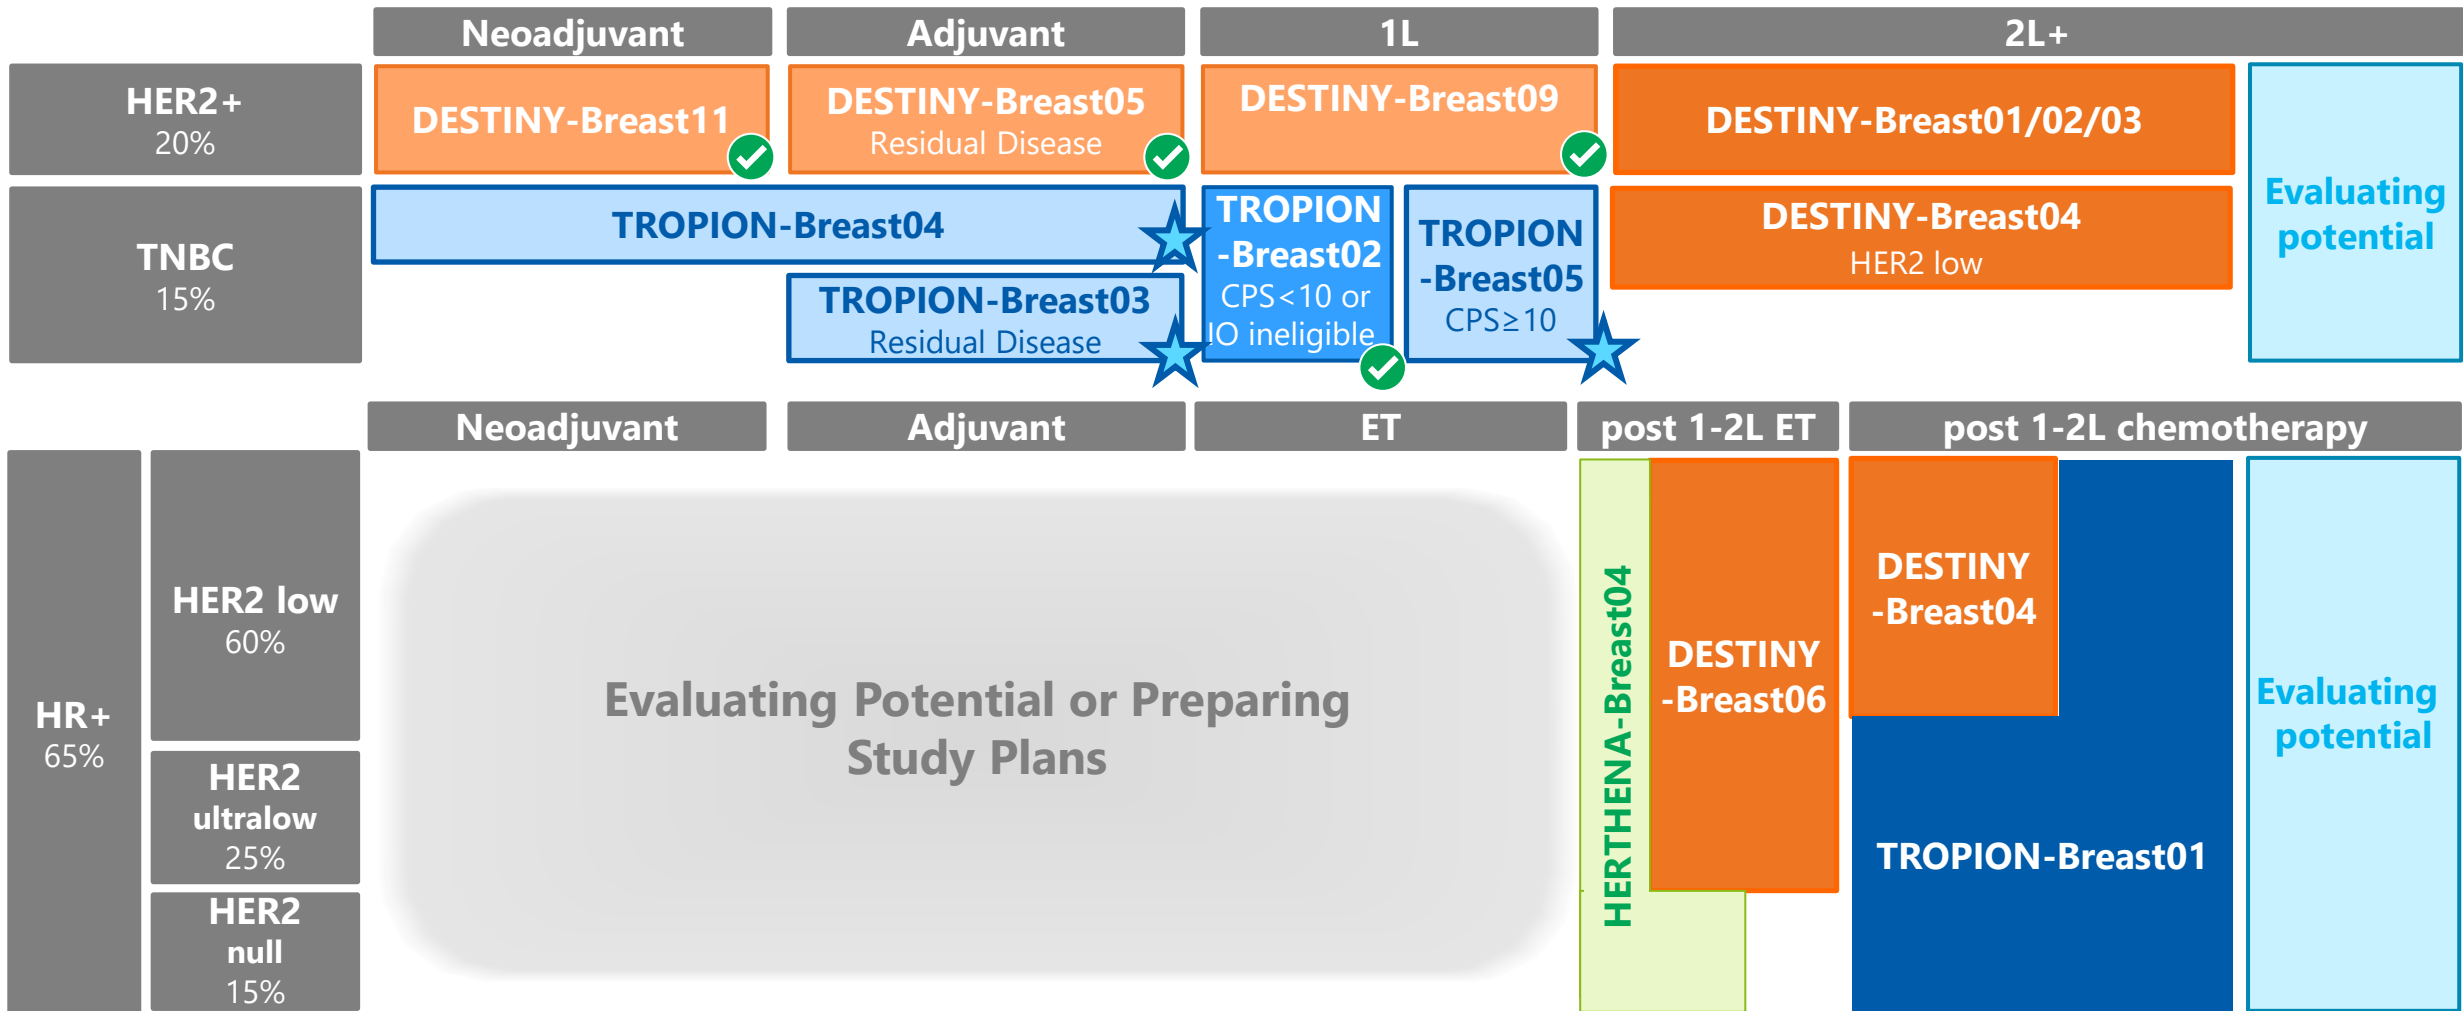 Neoadjuvant
Adjuvant
1L
2L+
HER2+
20%
DESTINY-Breast11
DESTINY-Breast05
Residual Disease
DESTINY-Breast09
DESTINY-Breast01/02/03
Evaluating
potential
TNBC
15%
TROPION-Breast04
TROPION-Breast03
Residual Disease
TROPION
-Breast02
CPS<10 or
IO ineligible
TROPION
-Breast05
CPS≥10
DESTINY-Breast04
HER2 low
Neoadjuvant
Adjuvant
ET
post 1-2L ET
post 1-2L chemotherapy
HR+
65%
HER2 low
60%
HER2
ultralow
25%
HER2
null
15%
Evaluating Potential or Preparing
Study Plans
HERTHENA-Breast04
DESTINY
-Breast06
DESTINY
-Breast04
TROPION-Breast01
Evaluating
potential